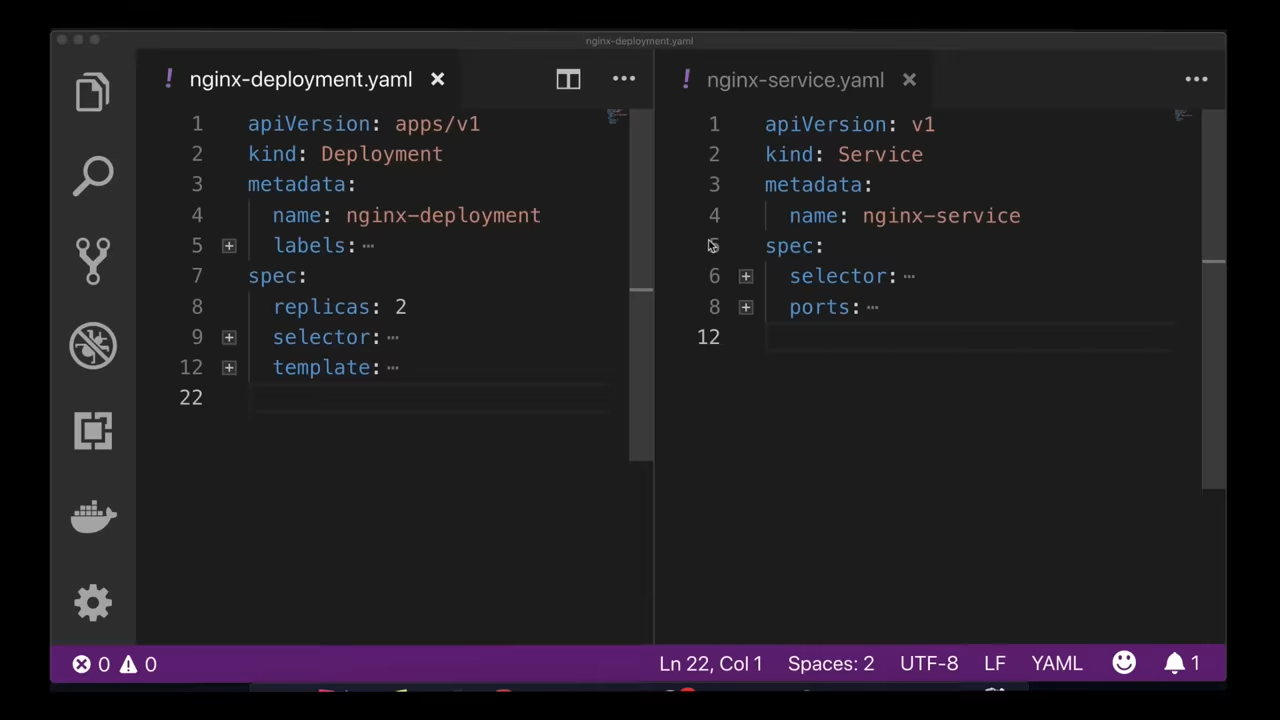 nginx-deployment.yaml
! nginx-deployment.yaml × ···
1 apiVersion: apps/v1
2 kind: Deployment
3 metadata:
4 name: nginx-deployment
5 + labels: ···
7 spec:
8 replicas: 2
9 + selector: ···
12 + template: ···
22
! nginx-service.yaml × ···
1 apiVersion: v1
2 kind: Service
3 metadata:
4 name: nginx-service
5 spec:
6 + selector: ···
8 + ports: ···
12
0 0 Ln 22, Col 1 Spaces: 2 UTF-8 LF YAML 1